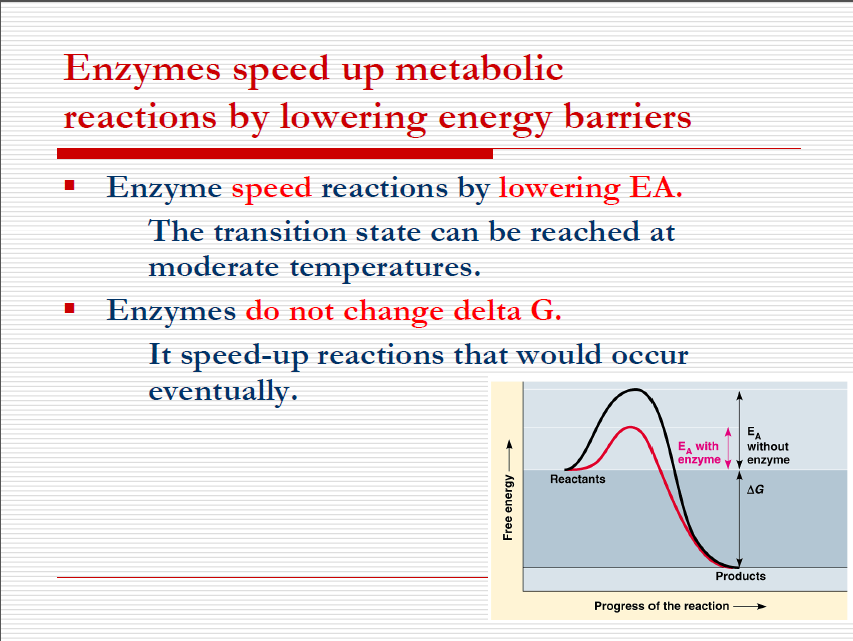 Enzymes speed up metabolic
reactions by lowering energy barriers
Enzyme speed reactions by lowering EA.
The transition state can be reached at
moderate temperatures.
Enzymes do not change delta G.
It speed-up reactions that would occur
eventually.
EA without enzyme
EA with enzyme
Reactants
ΔG
Free energy
Products
Progress of the reaction